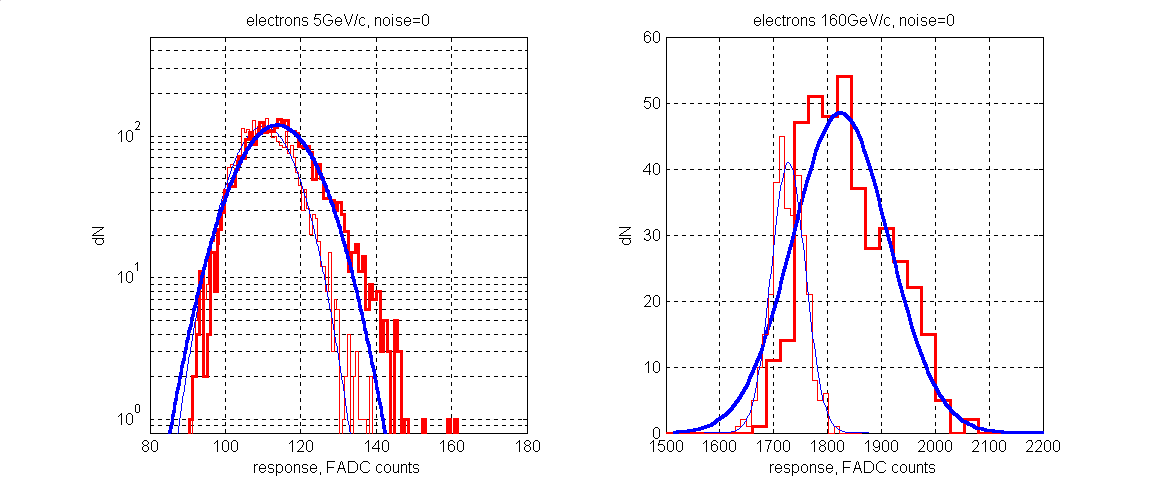 electrons 5GeV/c, noise=0
dN
10^2
10^1
10^0
80 100 120 140 160 180
response, FADC counts
electrons 160GeV/c, noise=0
dN
60
50
40
30
20
10
0
1500 1600 1700 1800 1900 2000 2100 2200
response, FADC counts